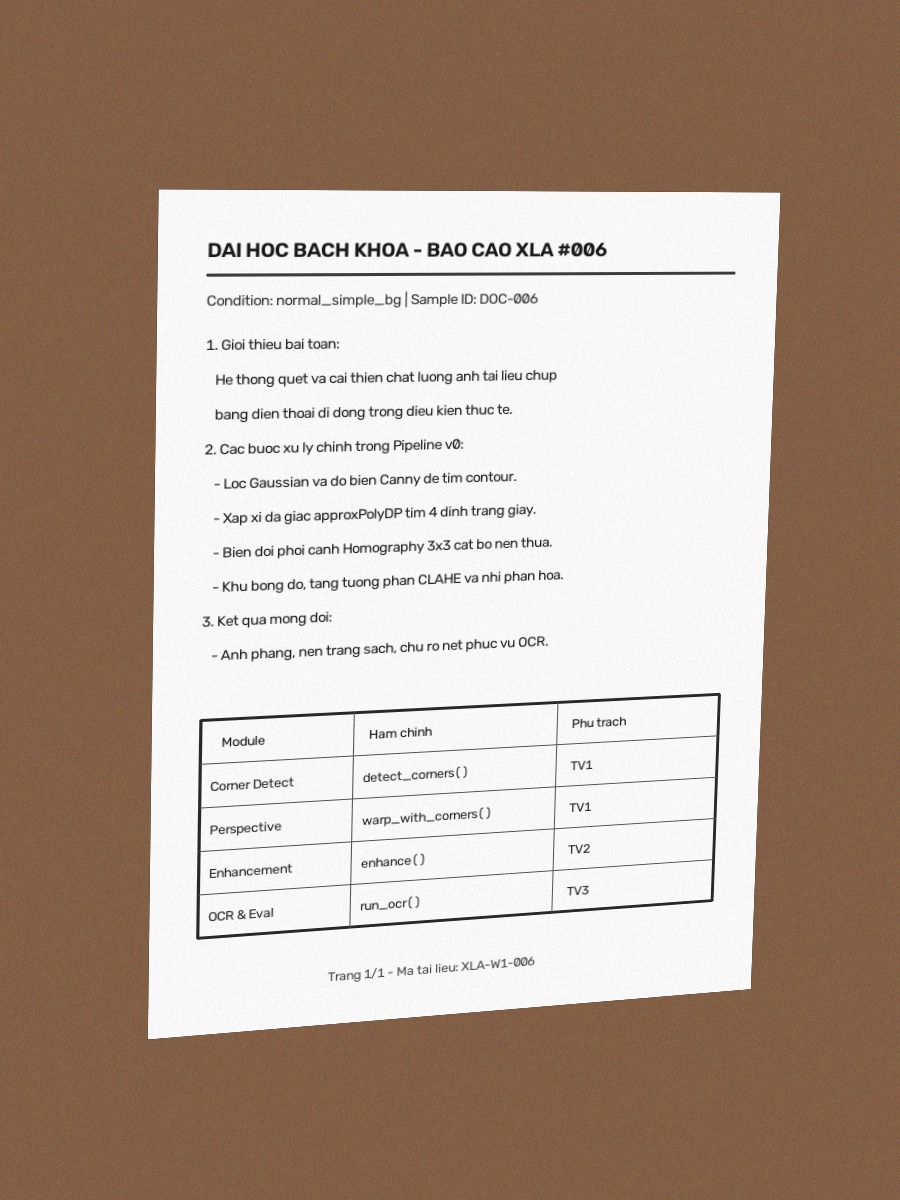 DAI HOC BACH KHOA - BAO CAO XLA #006
Condition: normal_simple_bg | Sample ID: DOC-006
1. Gioi thieu bai toan:
He thong quet va cai thien chat luong anh tai lieu chup
bang dien thoai di dong trong dieu kien thuc te.
2. Cac buoc xu ly chinh trong Pipeline v0:
- Loc Gaussian va do bien Canny de tim contour.
- Xap xi da giac approxPolyDP tim 4 dinh trang giay.
- Bien doi phoi canh Homography 3x3 cat bo nen thua.
- Khu bong do, tang tuong phan CLAHE va nhi phan hoa.
3. Ket qua mong doi:
- Anh phang, nen trang sach, chu ro net phuc vu OCR.
Module Ham chinh Phu trach
Corner Detect detect_corners() TV1
Perspective warp_with_corners() TV1
Enhancement enhance() TV2
OCR & Eval run_ocr() TV3
Trang 1/1 - Ma tai lieu: XLA-W1-006